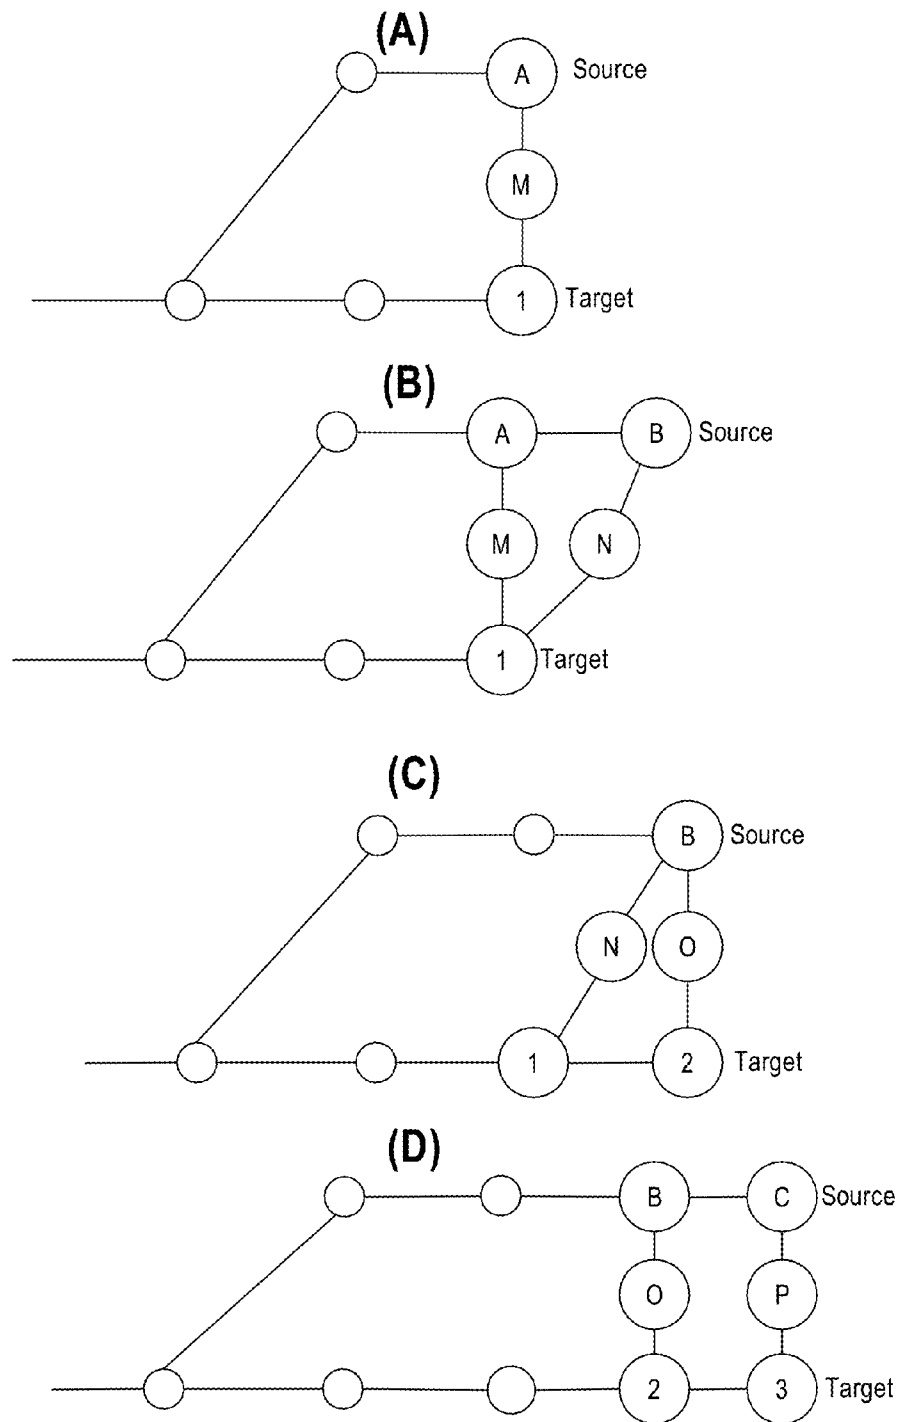 (A)
A Source
M
1 Target
(B)
A B Source
M N
1 Target
(C)
B Source
N O
1 2 Target
(D)
B C Source
O P
2 3 Target